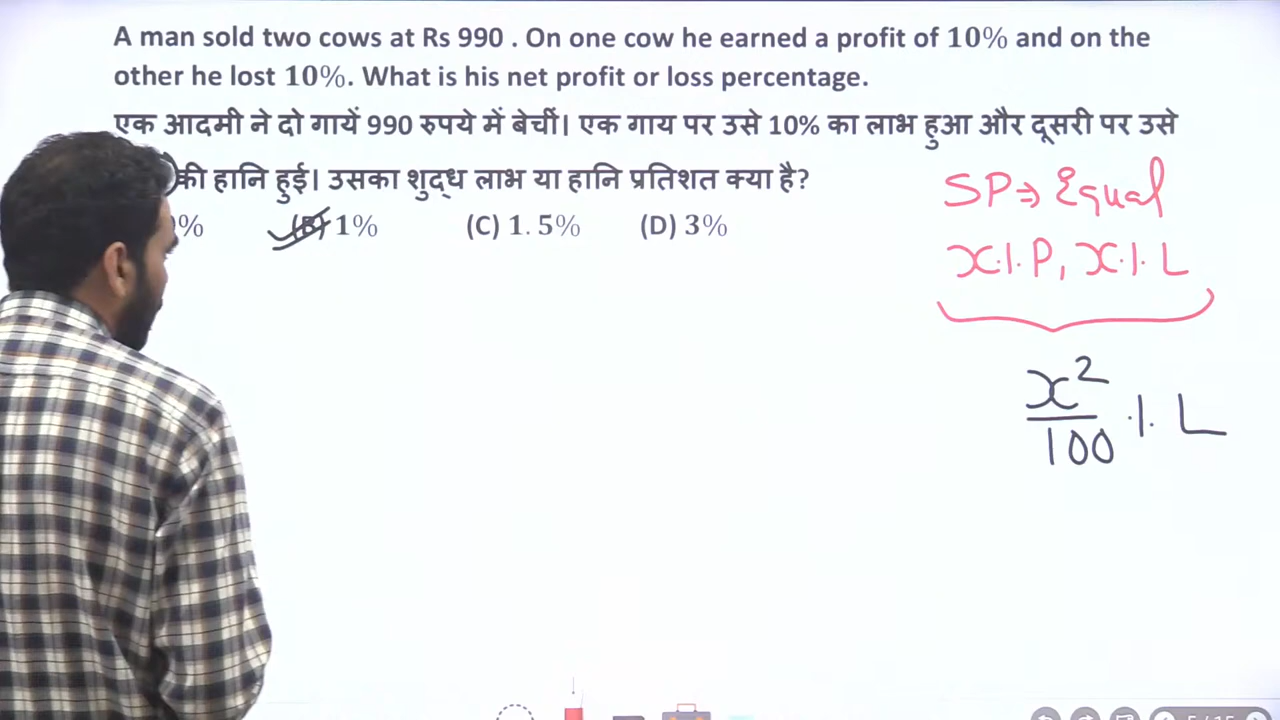 A man sold two cows at Rs 990 . On one cow he earned a profit of 10% and on the
other he lost 10%. What is his net profit or loss percentage.
एक आदमी ने दो गायें 990 रुपये में बेचीं। एक गाय पर उसे 10% का लाभ हुआ और दूसरी पर उसे
की हानि हुई। उसका शुद्ध लाभ या हानि प्रतिशत क्या है?
% (B) 1% (C) 1.5% (D) 3%
SP⇒ Equal
x% P, x% L
x²/100 % L